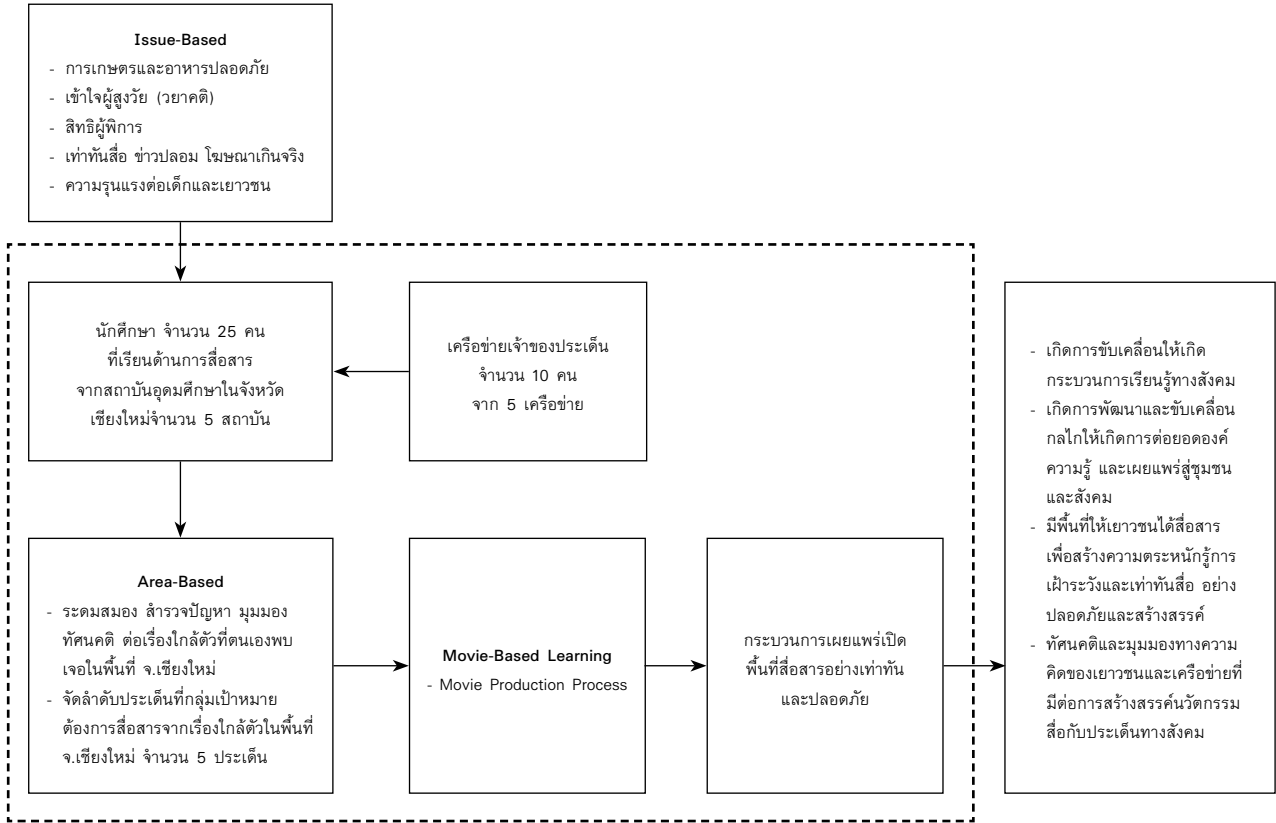 Issue-Based
- การเกษตรและอาหารปลอดภัย
- เข้าใจผู้สูงวัย (วยาคติ)
- สิทธิผู้พิการ
- เท่าทันสื่อ ข่าวปลอม โฆษณาเกินจริง
- ความรุนแรงต่อเด็กและเยาวชน
นักศึกษา จำนวน 25 คน
ที่เรียนด้านการสื่อสาร
จากสถาบันอุดมศึกษาในจังหวัด
เชียงใหม่จำนวน 5 สถาบัน
เครือข่ายเจ้าของประเด็น
จำนวน 10 คน
จาก 5 เครือข่าย
Area-Based
- ระดมสมอง สำรวจปัญหา มุมมอง
ทัศนคติ ต่อเรื่องใกล้ตัวที่ตนเองพบ
เจอในพื้นที่ จ.เชียงใหม่
- จัดลำดับประเด็นที่กลุ่มเป้าหมาย
ต้องการสื่อสารจากเรื่องใกล้ตัวในพื้นที่
จ.เชียงใหม่ จำนวน 5 ประเด็น
Movie-Based Learning
- Movie Production Process
กระบวนการเผยแพร่เปิด
พื้นที่สื่อสารอย่างเท่าทัน
และปลอดภัย
- เกิดการขับเคลื่อนให้เกิด
กระบวนการเรียนรู้ทางสังคม
- เกิดการพัฒนาและขับเคลื่อน
กลไกให้เกิดการต่อยอดองค์
ความรู้ และเผยแพร่สู่ชุมชน
และสังคม
- มีพื้นที่ให้เยาวชนได้สื่อสาร
เพื่อสร้างความตระหนักรู้การ
เฝ้าระวังและเท่าทันสื่อ อย่าง
ปลอดภัยและสร้างสรรค์
- ทัศนคติและมุมมองทางความ
คิดของเยาวชนและเครือข่ายที่
มีต่อการสร้างสรรค์นวัตกรรม
สื่อกับประเด็นทางสังคม